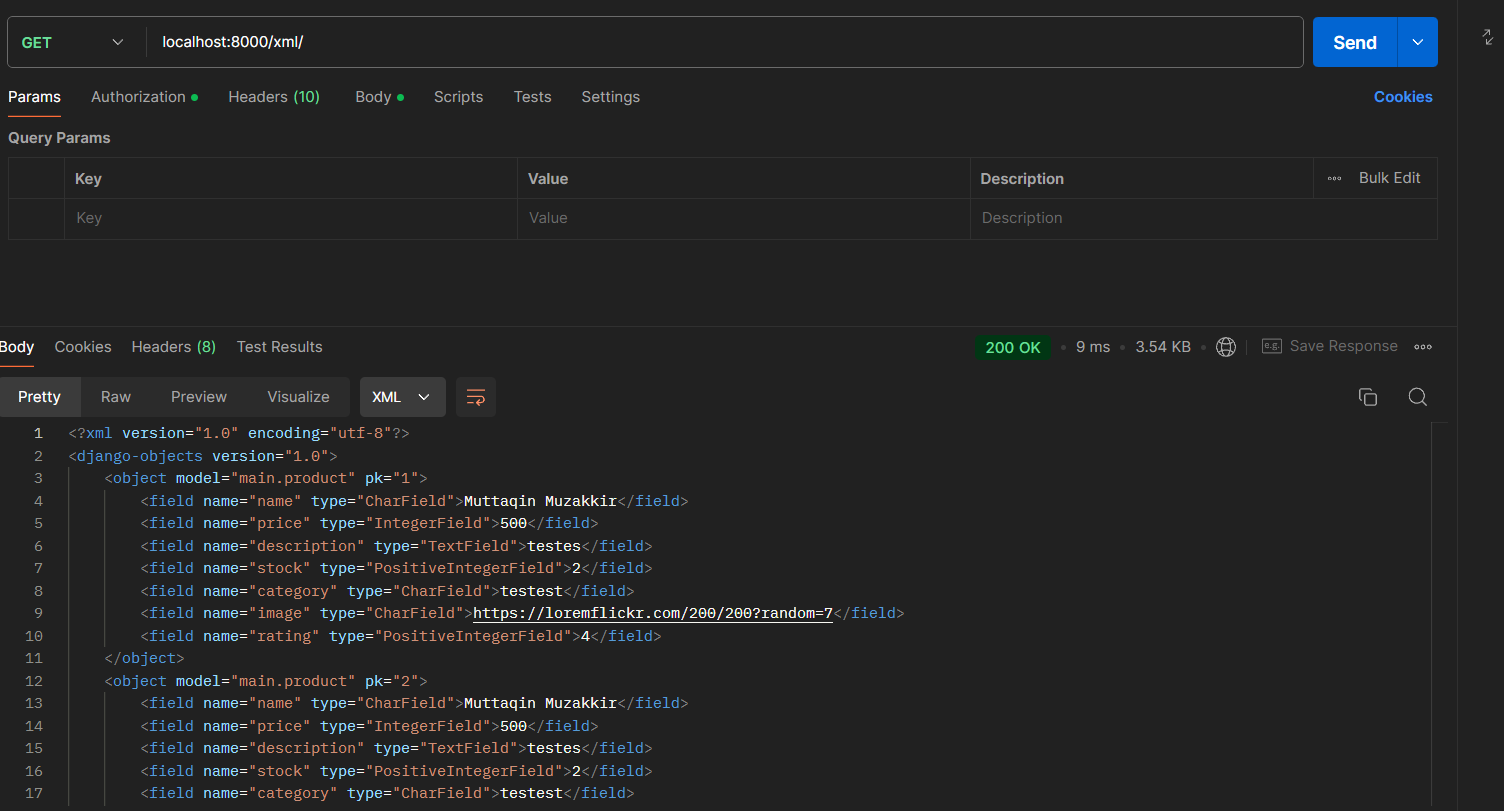 GET localhost:8000/xml/ Send
Params Authorization Headers (10) Body Scripts Tests Settings Cookies
Query Params
Key Value Description Bulk Edit
Key Value Description
Body Cookies Headers (8) Test Results 200 OK 9 ms 3.54 KB e.g. Save Response
Pretty Raw Preview Visualize XML
1 <?xml version="1.0" encoding="utf-8"?>
2 <django-objects version="1.0">
3 <object model="main.product" pk="1">
4 <field name="name" type="CharField">Muttaqin Muzakkir</field>
5 <field name="price" type="IntegerField">500</field>
6 <field name="description" type="TextField">testes</field>
7 <field name="stock" type="PositiveIntegerField">2</field>
8 <field name="category" type="CharField">testest</field>
9 <field name="image" type="CharField">https://loremflickr.com/200/200?random=7</field>
10 <field name="rating" type="PositiveIntegerField">4</field>
11 </object>
12 <object model="main.product" pk="2">
13 <field name="name" type="CharField">Muttaqin Muzakkir</field>
14 <field name="price" type="IntegerField">500</field>
15 <field name="description" type="TextField">testes</field>
16 <field name="stock" type="PositiveIntegerField">2</field>
17 <field name="category" type="CharField">testest</field>